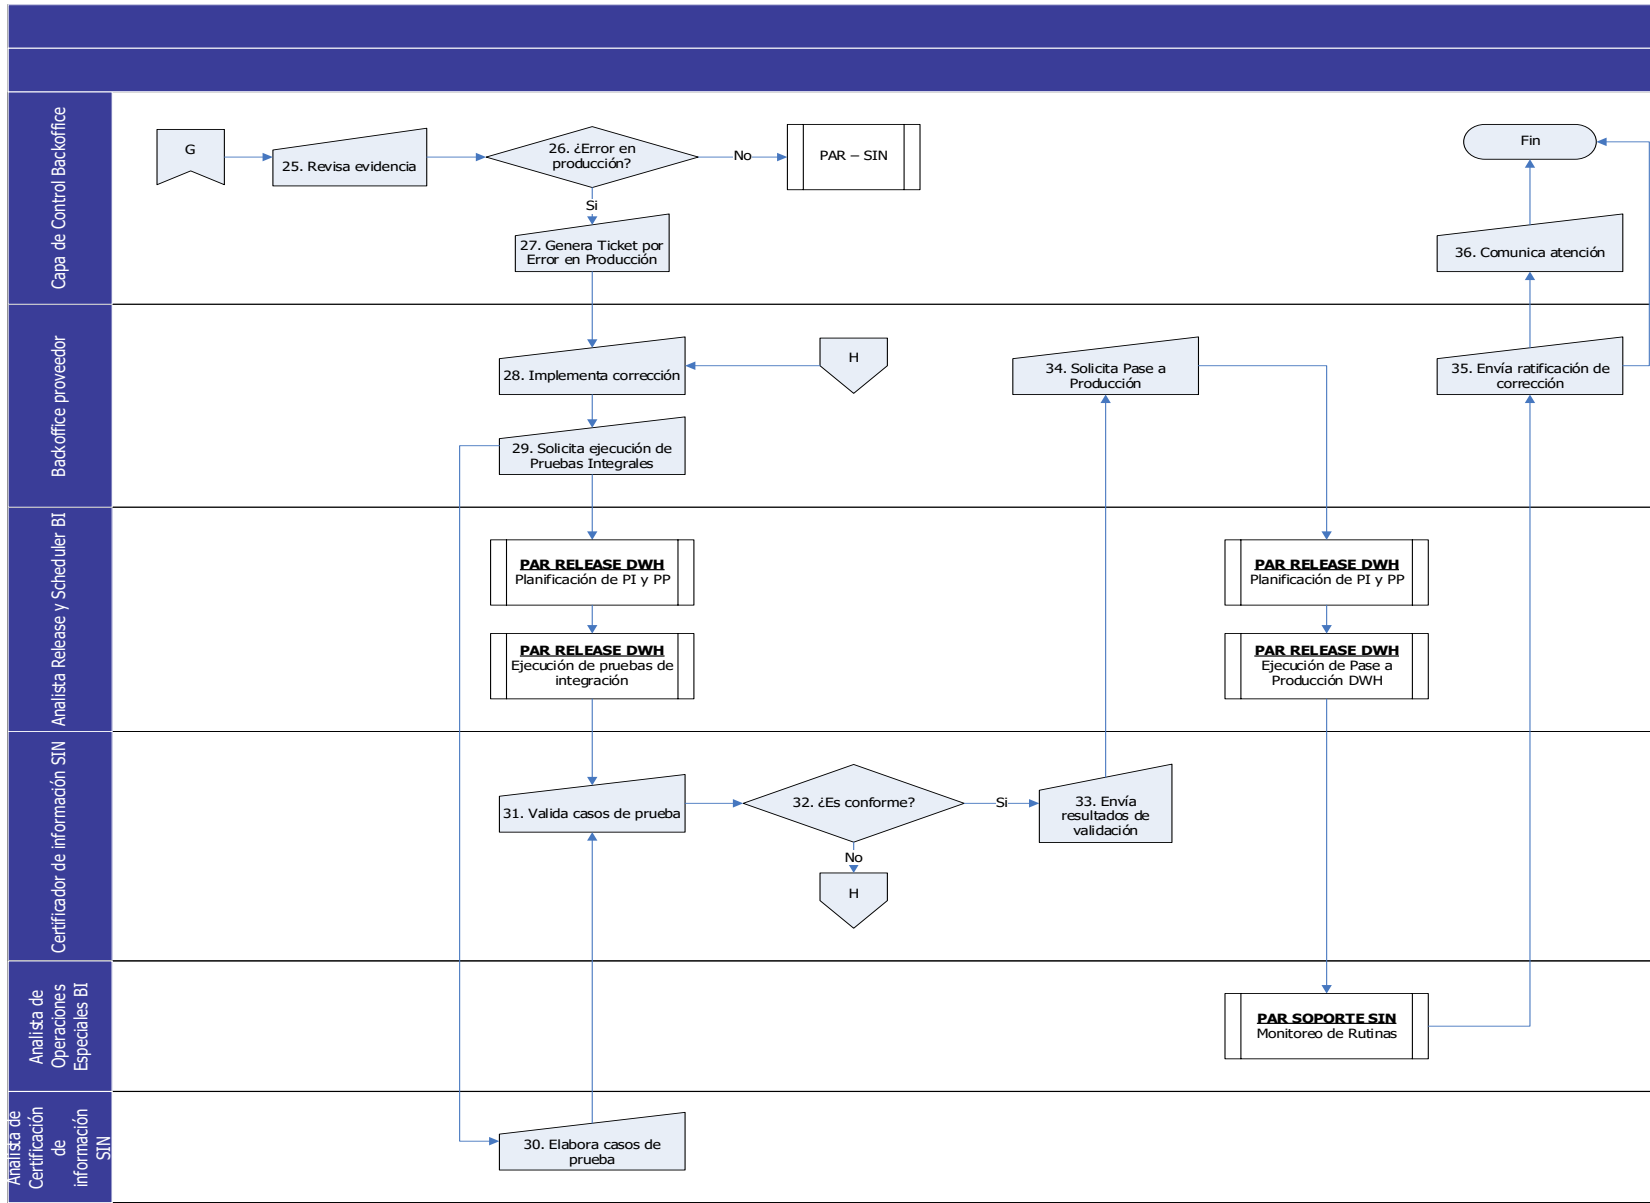 Capa de Control Backoffice
G
25. Revisa evidencia
26. ¿Error en
producción?
No
PAR – SIN
Si
27. Genera Ticket por
Error en Producción
Fin
36. Comunica atención
Backoffice proveedor
28. Implementa corrección
H
29. Solicita ejecución de
Pruebas Integrales
34. Solicita Pase a
Producción
35. Envía ratificación de
corrección
Analista Release y Scheduler BI
PAR RELEASE DWH
Planificación de PI y PP
PAR RELEASE DWH
Ejecución de pruebas de
integración
PAR RELEASE DWH
Planificación de PI y PP
PAR RELEASE DWH
Ejecución de Pase a
Producción DWH
Certificador de información SIN
31. Valida casos de prueba
32. ¿Es conforme?
Si
33. Envía
resultados de
validación
No
H
Analista de
Operaciones
Especiales BI
PAR SOPORTE SIN
Monitoreo de Rutinas
Analista de
Certificación
de
información
SIN
30. Elabora casos de
prueba